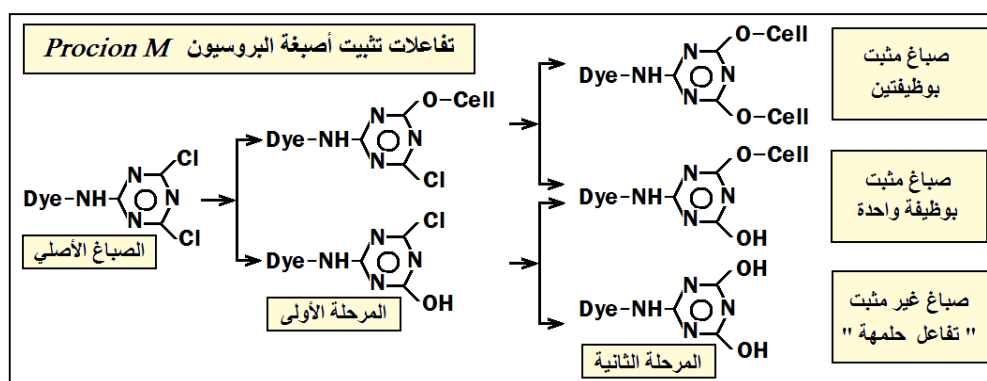 تفاعلات تثبيت أصبغة البروسيون Procion M
Dye-NH
N
N
N
Cl
Cl
الصباغ الأصلي
Dye-NH
N
N
N
O-Cell
Cl
Dye-NH
N
N
N
Cl
OH
المرحلة الأولى
Dye-NH
N
N
N
O-Cell
O-Cell
صباغ مثبت
بوظيفتين
Dye-NH
N
N
N
O-Cell
OH
صباغ مثبت
بوظيفة واحدة
Dye-NH
N
N
N
OH
OH
صباغ غير مثبت
" تفاعل حلمهة "
المرحلة الثانية